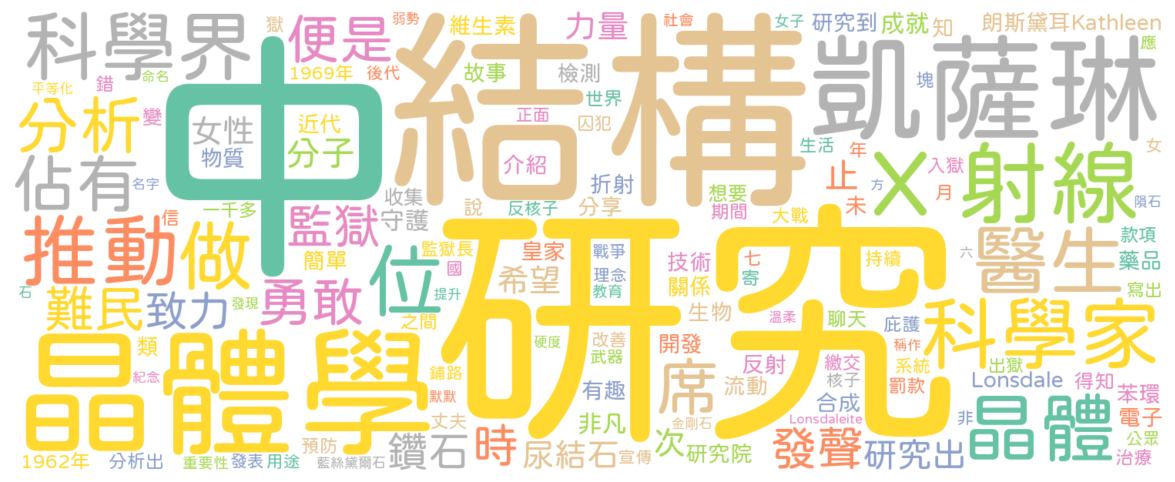 科學界
獄
便是
弱勢
維生素
力量
社會
女子
研究到
成就
知
朗斯黛耳Kathleen
應
平等化
命名
錯
1969年
後代
故事
檢測
世界
塊
中
結構
凱薩琳
分析
變
女性
近代
物質
分子
正面
囚犯
介紹
生活
年
女
佔有
名字
收集
守護
折射
想要
期間
止
未
入獄
月
方
隕石
X
射線
推動
信
一千多
監獄
說
反核子
分享
大戰
做
簡單
位
監獄長
國
提升
皇家
希望
戰爭
理念
教育
技術
關係
七
寄
持續
六
醫生
款項
藥品
寫出
石
難民
致力
發現
勇敢
之間
研究
生物
溫柔
聊天
庇護
稱作
科學家
晶體學
類
紀念
鋪路
默默
硬度
改善
武器
開發
反射
繳交
核子
系統
罰款
出獄
Lonsdale
得知
苯環
丈夫
有趣
席
流動
合成
金剛石
Lonsdaleite
非
晶體
電子
公眾
治療
預防
鑽石
時
非凡
尿結石
宣傳
次
研究院
發聲
研究出
1962年
分析出
重要性
發表
用途
藍絲黛爾石